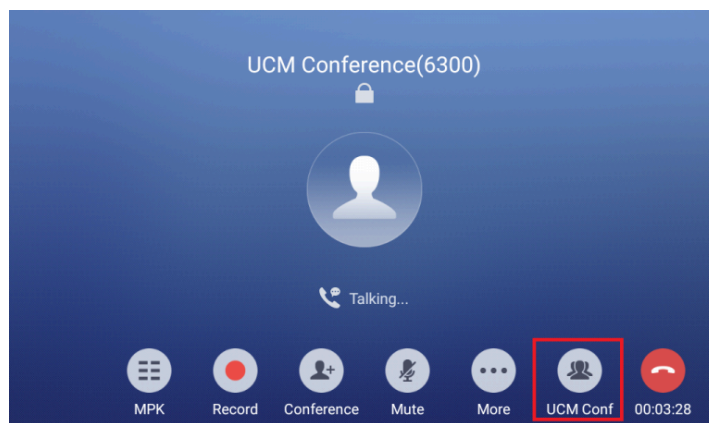 UCM Conference(6300)
Talking...
MPK Record Conference Mute More UCM Conf 00:03:28